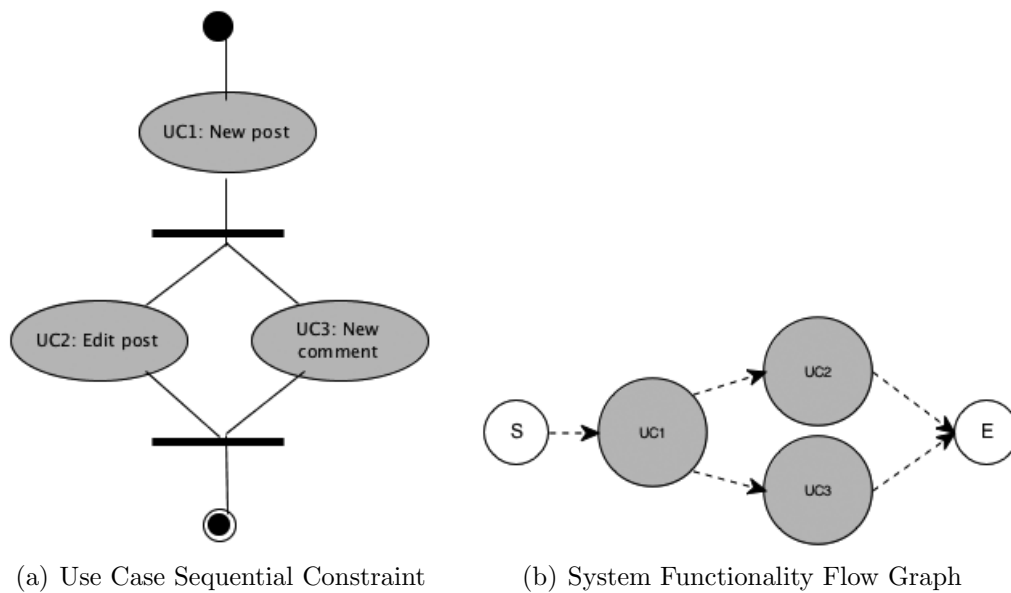 UC1: New post
UC2: Edit post
UC3: New
comment
(a) Use Case Sequential Constraint
S
UC1
UC2
UC3
E
(b) System Functionality Flow Graph